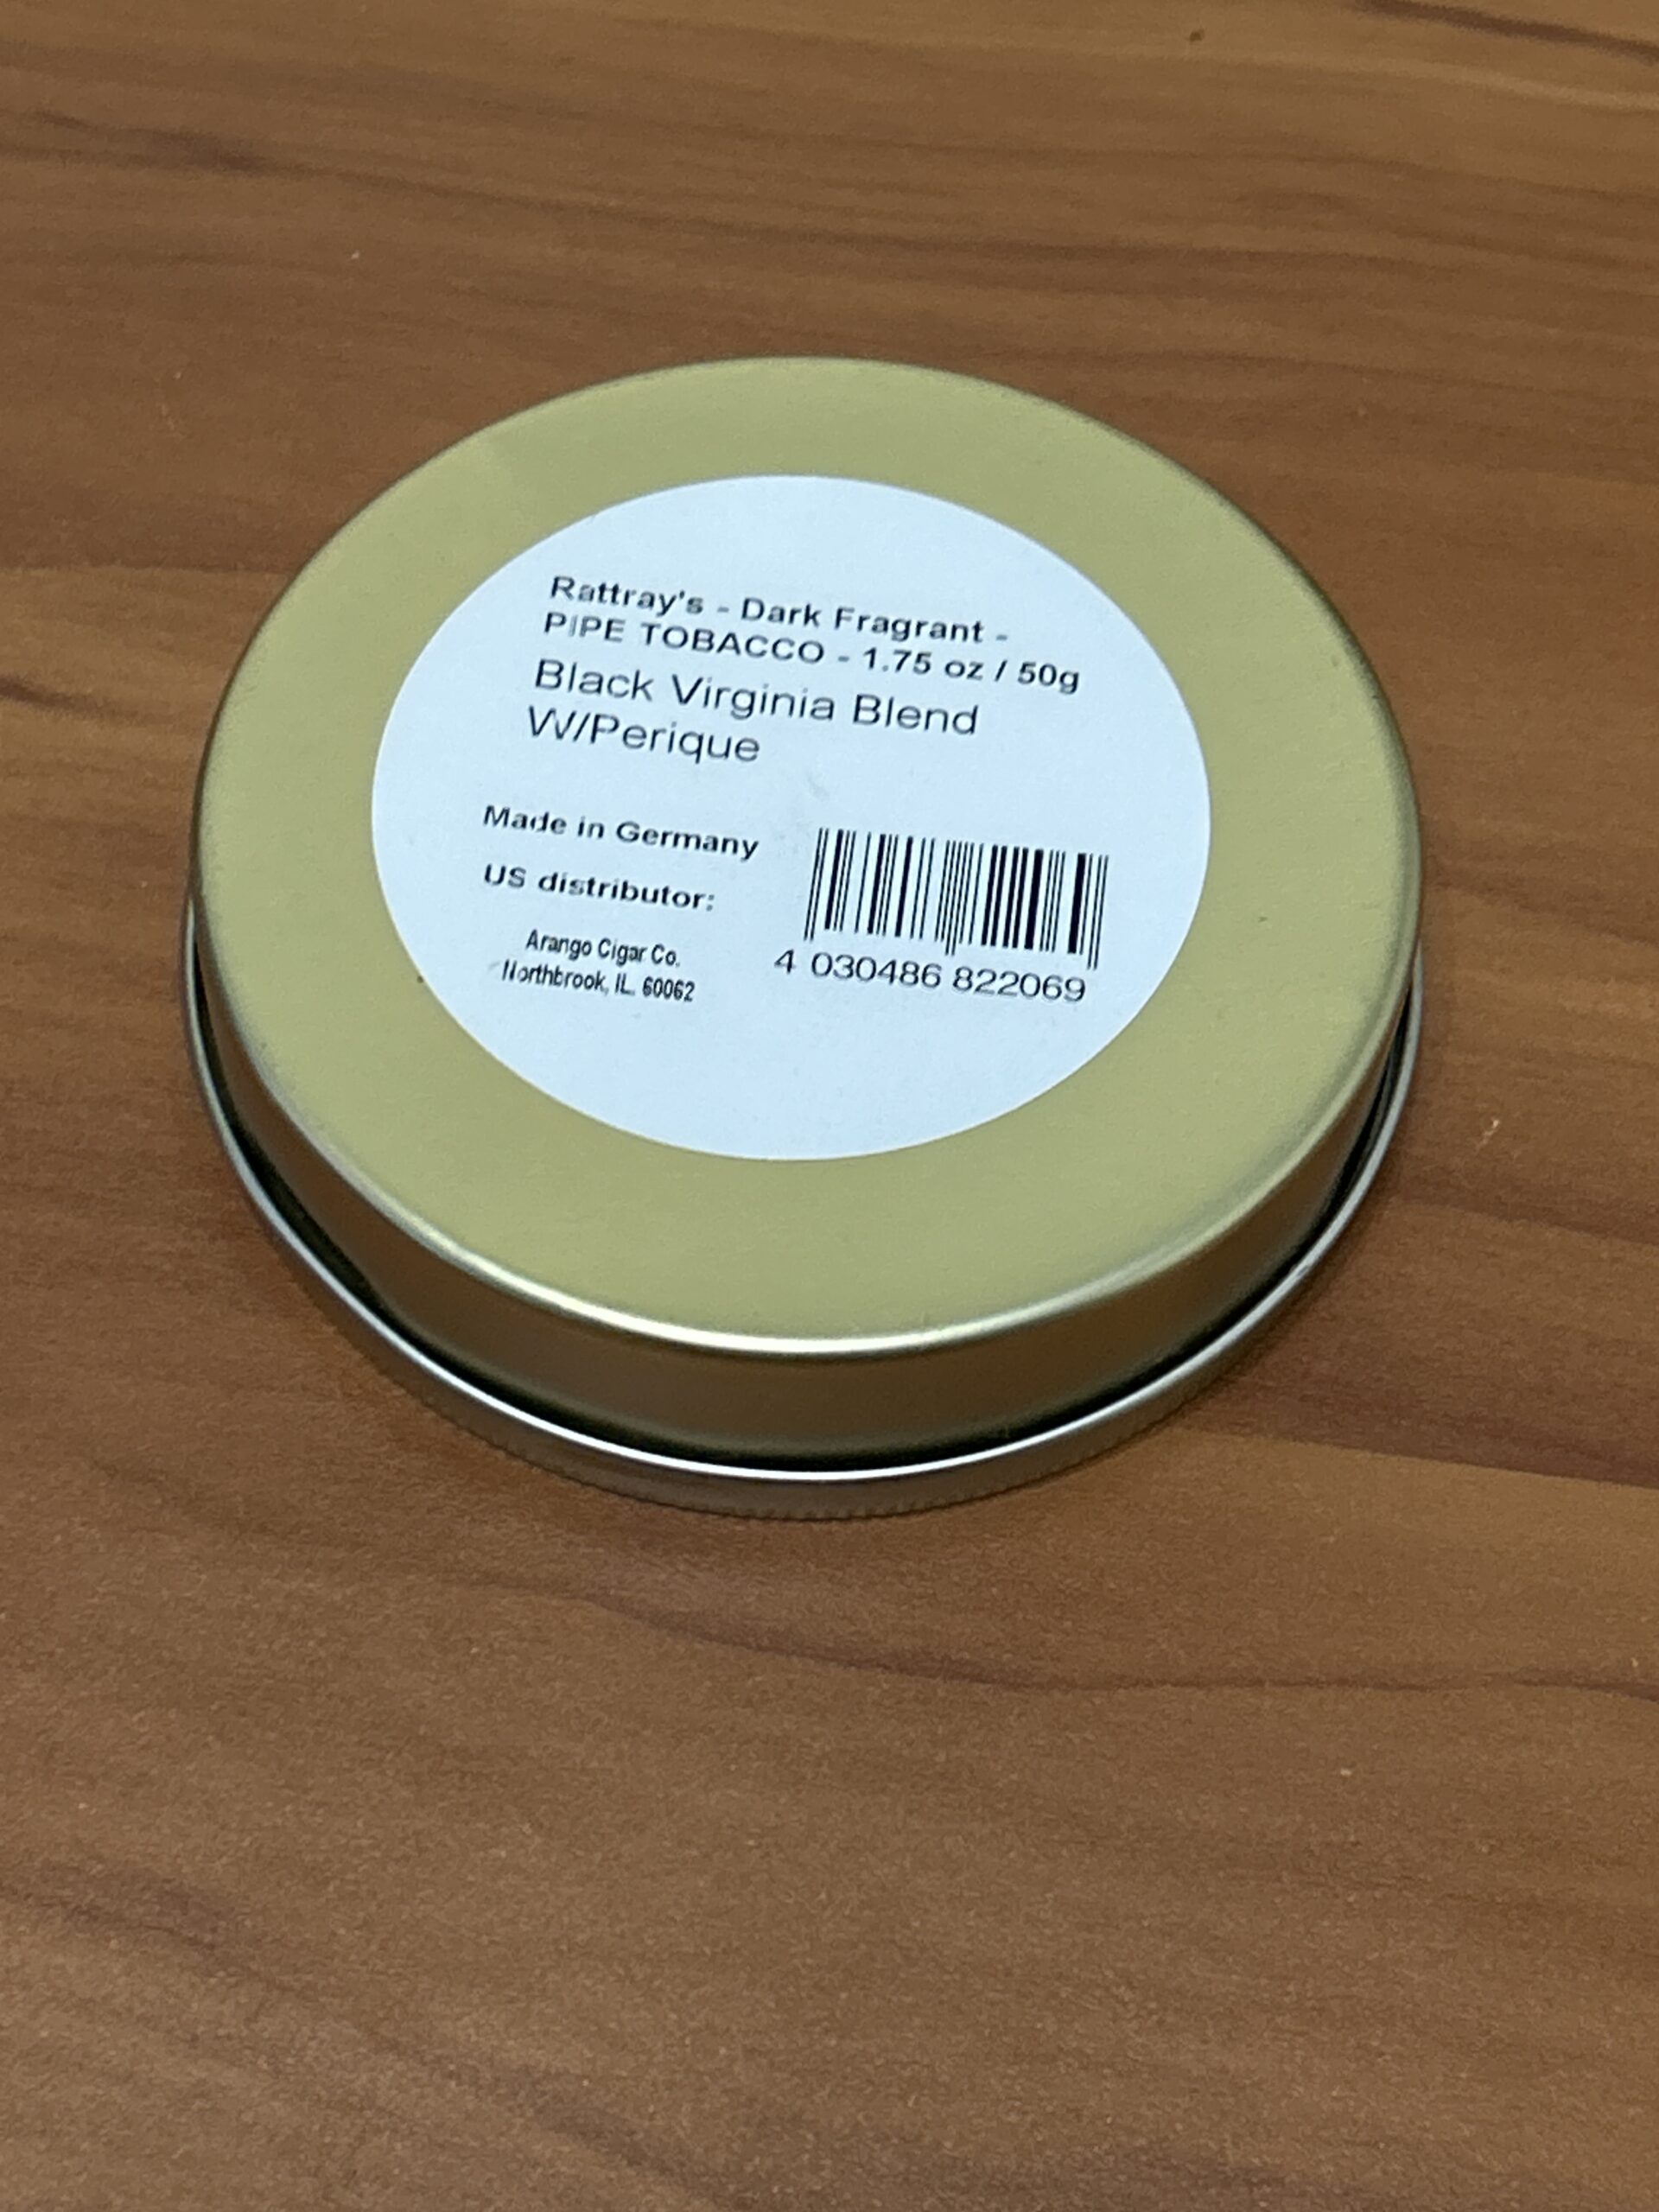 Rattray's - Dark Fragrant -
PIPE TOBACCO - 1.75 oz / 50g
Black Virginia Blend
W/Perique
Made in Germany
US distributor:
Arango Cigar Co.
Northbrook, IL. 60062
4 030486 822069